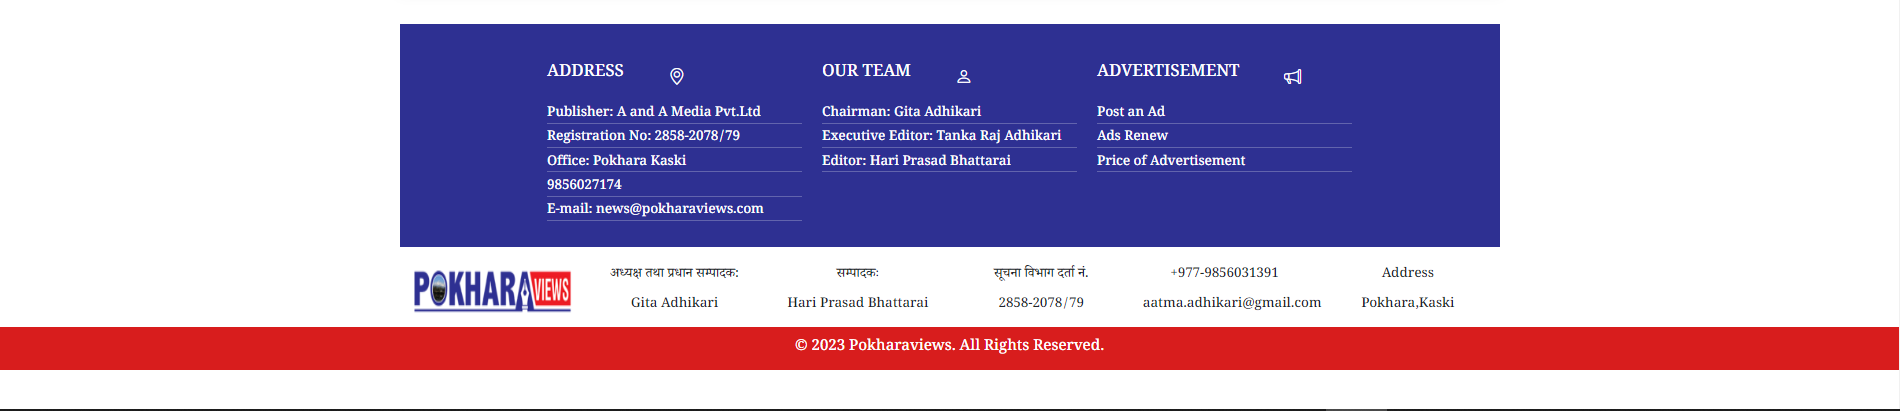 ADDRESS
Publisher: A and A Media Pvt.Ltd
Registration No: 2858-2078/79
Office: Pokhara Kaski
9856027174
E-mail: news@pokharaviews.com
OUR TEAM
Chairman: Gita Adhikari
Executive Editor: Tanka Raj Adhikari
Editor: Hari Prasad Bhattarai
ADVERTISEMENT
Post an Ad
Ads Renew
Price of Advertisement
POKHARA VIEWS
अध्यक्ष तथा प्रधान सम्पादक:
Gita Adhikari
सम्पादकः
Hari Prasad Bhattarai
सूचना विभाग दर्ता नं.
2858-2078/79
+977-9856031391
aatma.adhikari@gmail.com
Address
Pokhara,Kaski
© 2023 Pokharaviews. All Rights Reserved.